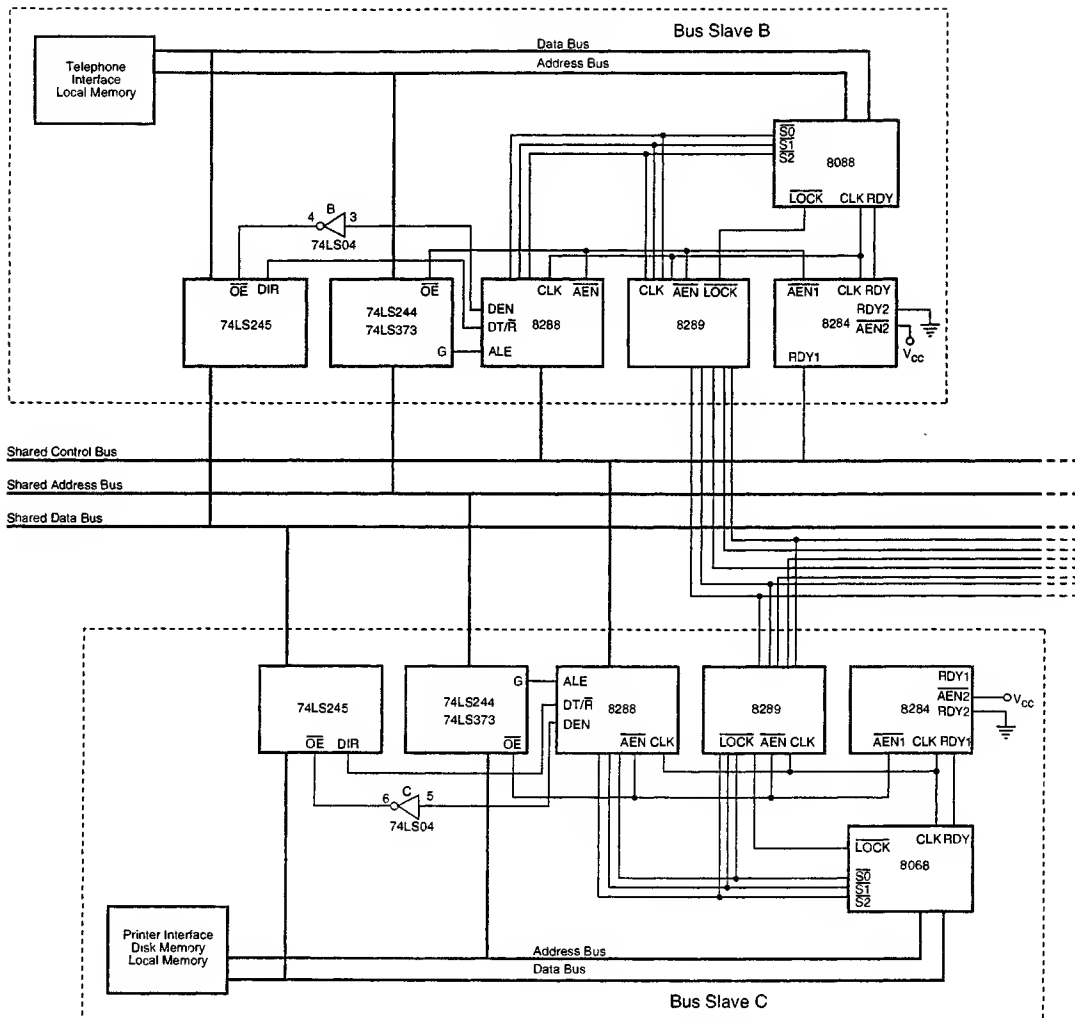 Bus Slave B
Data Bus
Address Bus
Telephone
Interface
Local Memory
S0
S1
S2
8088
LOCK CLK RDY
B
4 3
74LS04
OE DIR
74LS245
OE
74LS244
74LS373
G
CLK AEN
DEN
DT/R
ALE
8288
CLK AEN LOCK
8289
AEN1 CLK RDY
RDY2
AEN2
8284
RDY1
VCC
Shared Control Bus
Shared Address Bus
Shared Data Bus
74LS245
OE DIR
G
74LS244
74LS373
OE
ALE
DT/R
DEN
8288
AEN CLK
8289
LOCK AEN CLK
RDY1
AEN2
RDY2
8284
AEN1 CLK RDY1
VCC
C
6 5
74LS04
CLK RDY
LOCK
8068
S0
S1
S2
Printer Interface
Disk Memory
Local Memory
Address Bus
Data Bus
Bus Slave C